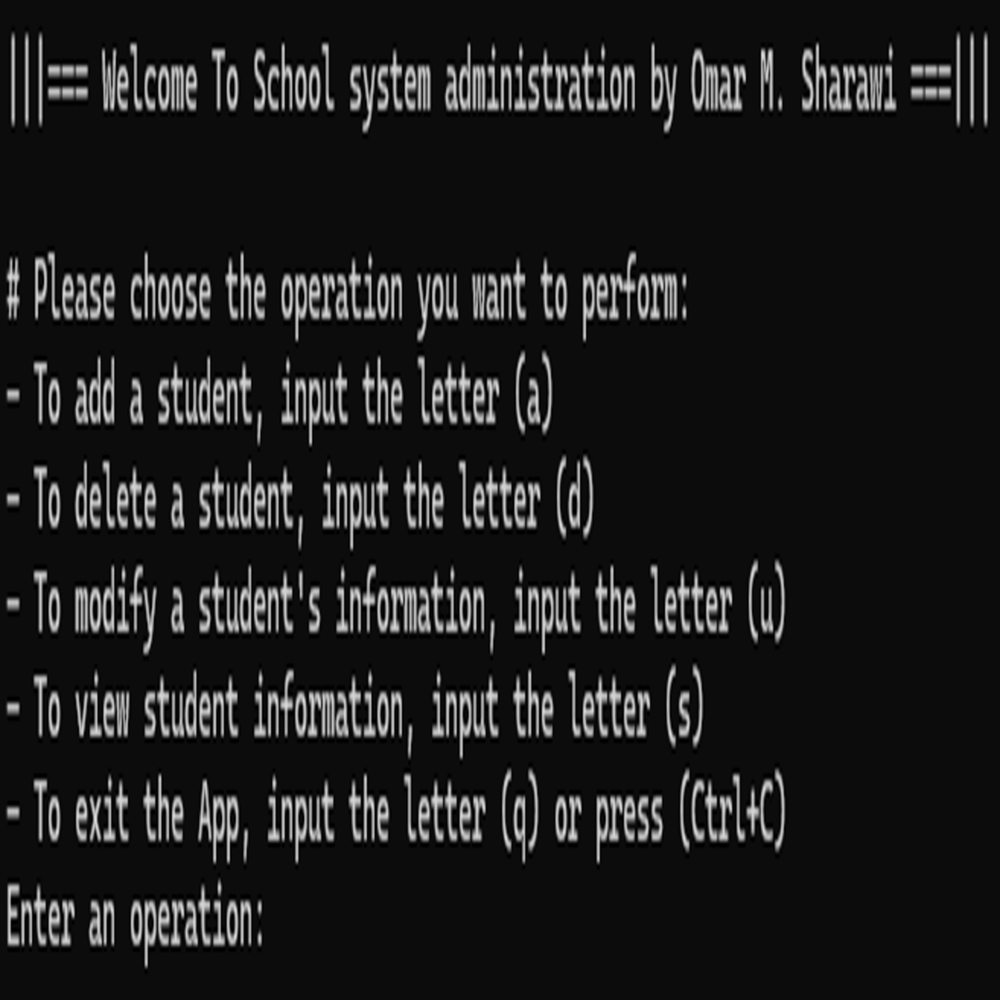 |||=== Welcome To School system administration by Omar M. Sharawi ===|||
# Please choose the operation you want to perform:
- To add a student, input the letter (a)
- To delete a student, input the letter (d)
- To modify a student's information, input the letter (u)
- To view student information, input the letter (s)
- To exit the App, input the letter (q) or press (Ctrl+C)
Enter an operation: